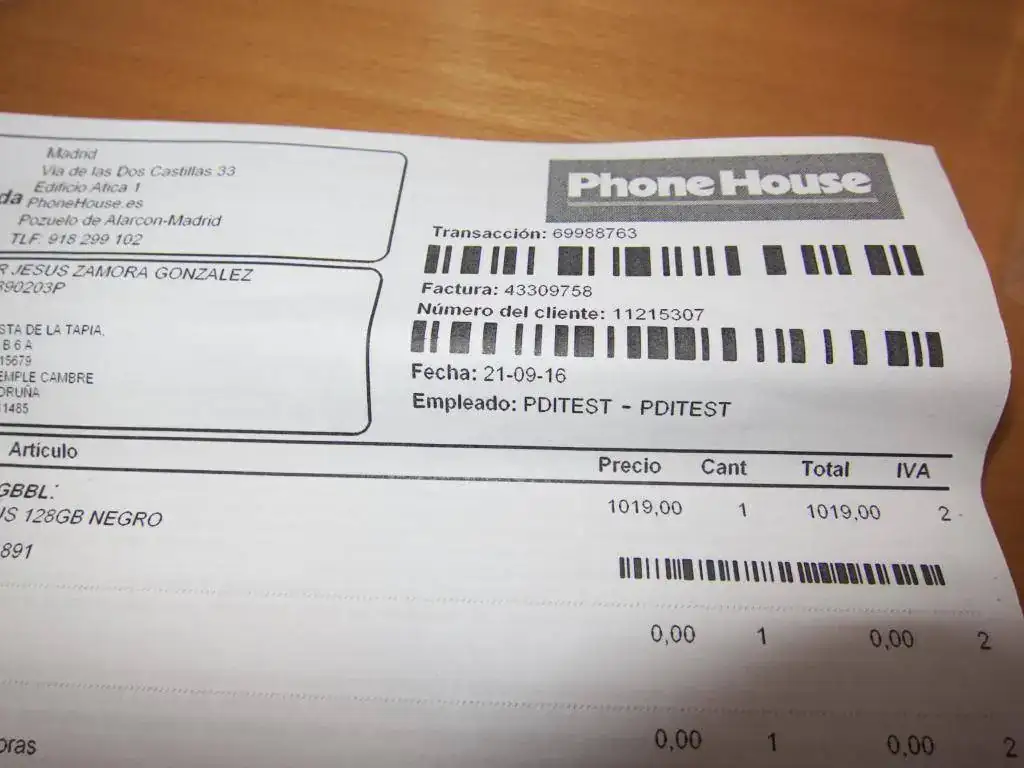 Madrid
Via de las Dos Castillas 33
Edificio Atica 1
da PhoneHouse.es
Pozuelo de Alarcon-Madrid
TLF. 918 299 102
R JESUS ZAMORA GONZALEZ
390203P
STA DE LA TAPIA,
B 6 A
15679
EMPLE CAMBRE
ORUÑA
1485
Phone House
Transacción: 69988763
Factura: 43309758
Número del cliente: 11215307
Fecha: 21-09-16
Empleado: PDITEST - PDITEST
Artículo Precio Cant Total IVA
GBBL:
US 128GB NEGRO 1019,00 1 1019,00 2
891
0,00 1 0,00 2
oras 0,00 1 0,00 2